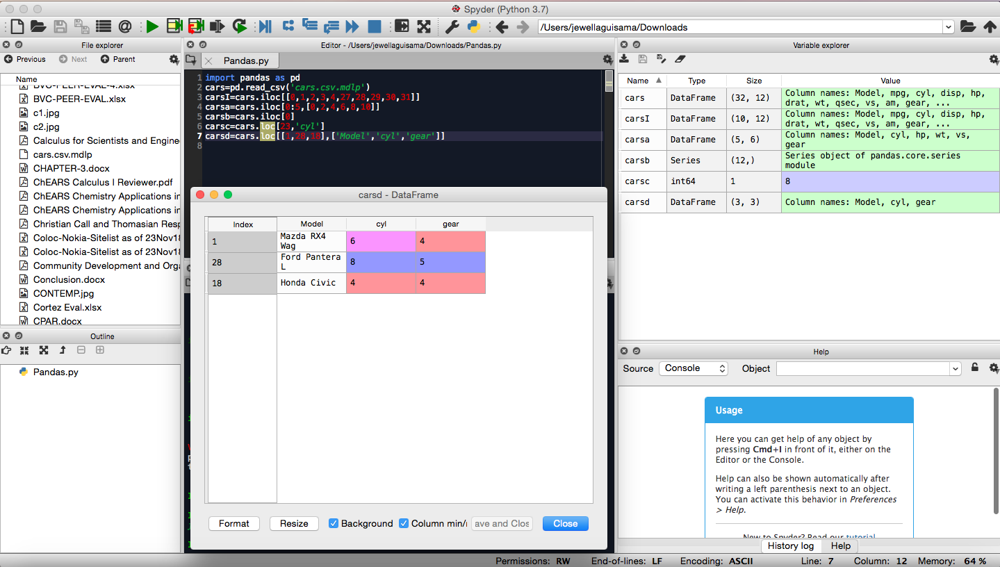 Spyder (Python 3.7)
/Users/jewellaguisama/Downloads
File explorer
Previous Next Parent
Name
BVC-PEER-EVAL-4.xlsx
BVC-PEER-EVAL.xlsx
c1.jpg
c2.jpg
Calculus for Scientists and Engine
cars.csv.mdlp
CHAPTER-3.docx
ChEARS Calculus I Reviewer.pdf
ChEARS Chemistry Applications in
ChEARS Chemistry Applications in
Christian Call and Thomasian Resp
Coloc-Nokia-Sitelist as of 23Nov18
Coloc-Nokia-Sitelist as of 23Nov18
Community Development and Orga
Conclusion.docx
CONTEMP.jpg
Cortez Eval.xlsx
CPAR.docx
Outline
Pandas.py
Editor - /Users/jewellaguisama/Downloads/Pandas.py
Pandas.py
1 import pandas as pd
2 cars=pd.read_csv('cars.csv.mdlp')
3 carsI=cars.iloc[[0,1,2,3,4,27,28,29,30,31]]
4 carsa=cars.iloc[0:5,[0,2,4,6,8,10]]
5 carsb=cars.iloc[0]
6 carsc=cars.loc[23,'cyl']
7 carsd=cars.loc[[1,28,18],['Model','cyl','gear']]
8
carsd - DataFrame
Index Model cyl gear
1 Mazda RX4 Wag 6 4
28 Ford Pantera L 8 5
18 Honda Civic 4 4
Format Resize Background Column min/ ave and Clos Close
Variable explorer
Name Type Size Value
cars DataFrame (32, 12) Column names: Model, mpg, cyl, disp, hp,
drat, wt, qsec, vs, am, gear, ...
carsI DataFrame (10, 12) Column names: Model, mpg, cyl, disp, hp,
drat, wt, qsec, vs, am, gear, ...
carsa DataFrame (5, 6) Column names: Model, cyl, hp, wt, vs,
gear
carsb Series (12,) Series object of pandas.core.series
module
carsc int64 1 8
carsd DataFrame (3, 3) Column names: Model, cyl, gear
Help
Source Console Object
Usage
Here you can get help of any object by
pressing Cmd+I in front of it, either on the
Editor or the Console.
Help can also be shown automatically after
writing a left parenthesis next to an object.
You can activate this behavior in Preferences
> Help.
New to Spyder? Read our tutorial
History log Help
Permissions: RW End-of-lines: LF Encoding: ASCII Line: 7 Column: 12 Memory: 64 %